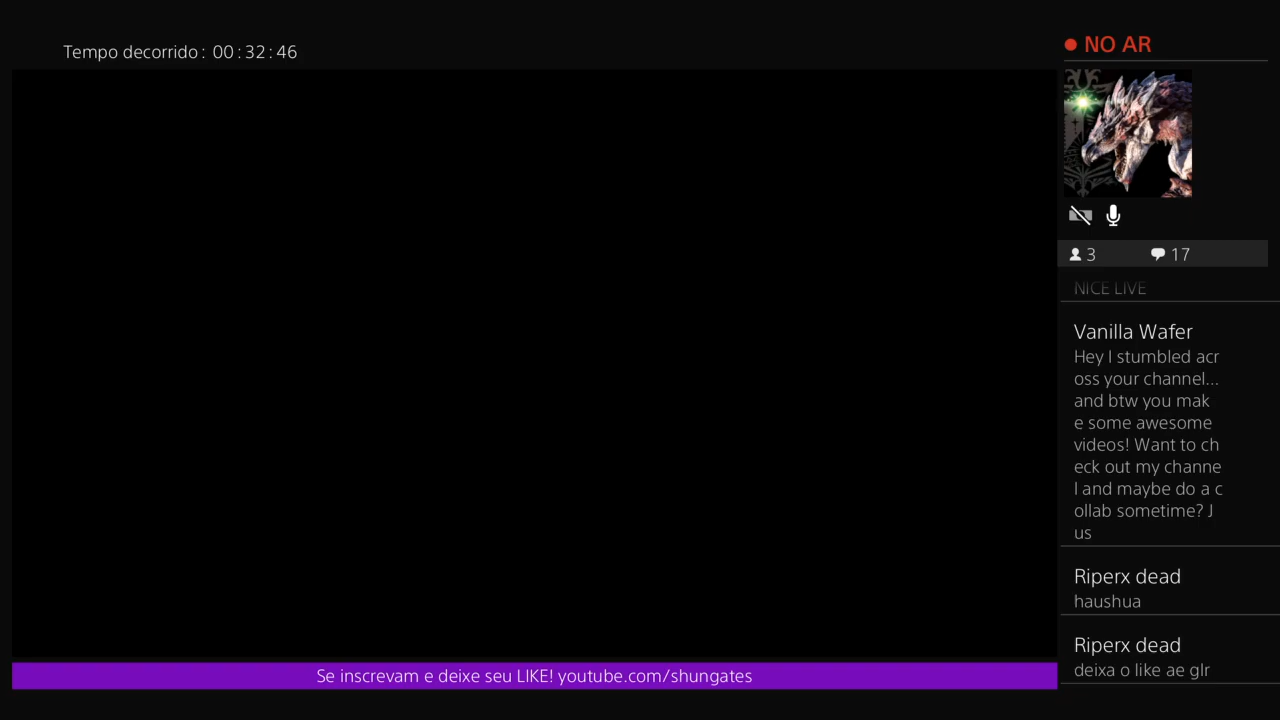 Tempo decorrido: 00:32:46
NO AR
3 17
NICE LIVE
Vanilla Wafer
Hey I stumbled acr
oss your channel...
and btw you mak
e some awesome
videos! Want to ch
eck out my channe
l and maybe do a c
ollab sometime? J
us
Riperx dead
haushua
Riperx dead
deixa o like ae glr
Se inscrevam e deixe seu LIKE! youtube.com/shungates